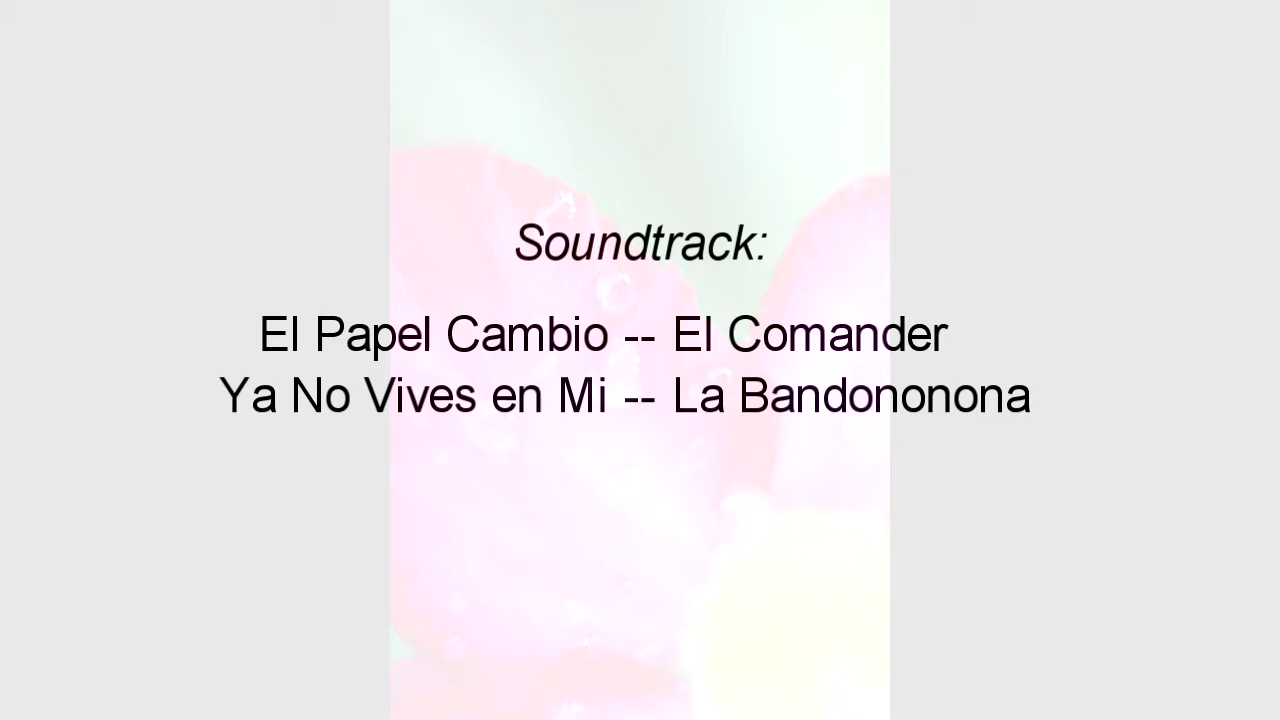 Soundtrack:
El Papel Cambio -- El Comander
Ya No Vives en Mi -- La Bandononona